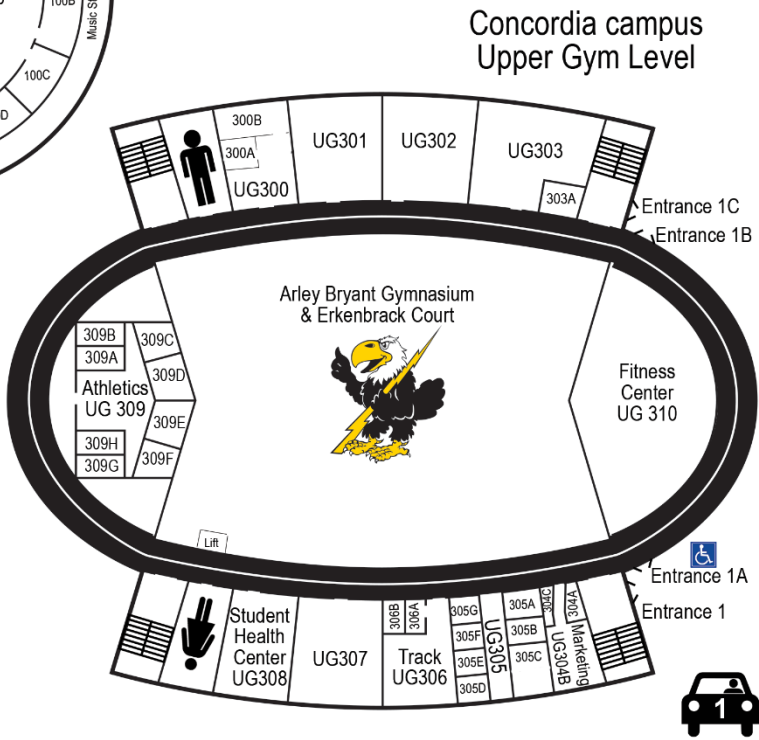 Concordia campus
Upper Gym Level
100B
Music St
100C
D
300B
300A
UG300
UG301
UG302
UG303
303A
Entrance 1C
Entrance 1B
Arley Bryant Gymnasium
& Erkenbrack Court
309B
309A
309C
309D
Athletics
UG 309
309E
309F
309H
309G
Fitness
Center
UG 310
Lift
Entrance 1A
Entrance 1
Student
Health
Center
UG308
UG307
306B
306A
Track
UG306
305G
305F
305E
305D
UG305
305A
305B
305C
304C
304A
UG304B
Marketing
1